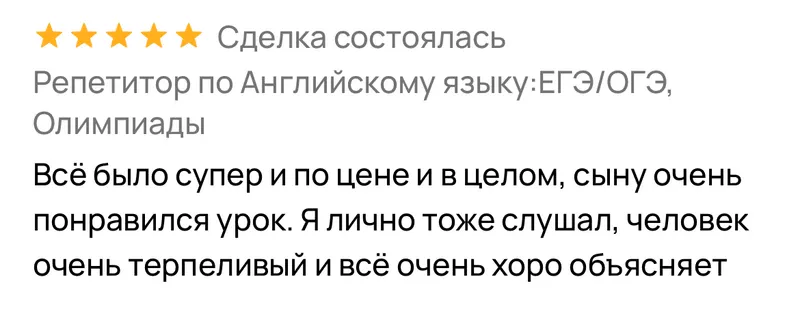 Сделка состоялась
Репетитор по Английскому языку:ЕГЭ/ОГЭ,
Олимпиады
Всё было супер и по цене и в целом, сыну очень
понравился урок. Я лично тоже слушал, человек
очень терпеливый и всё очень хоро объясняет